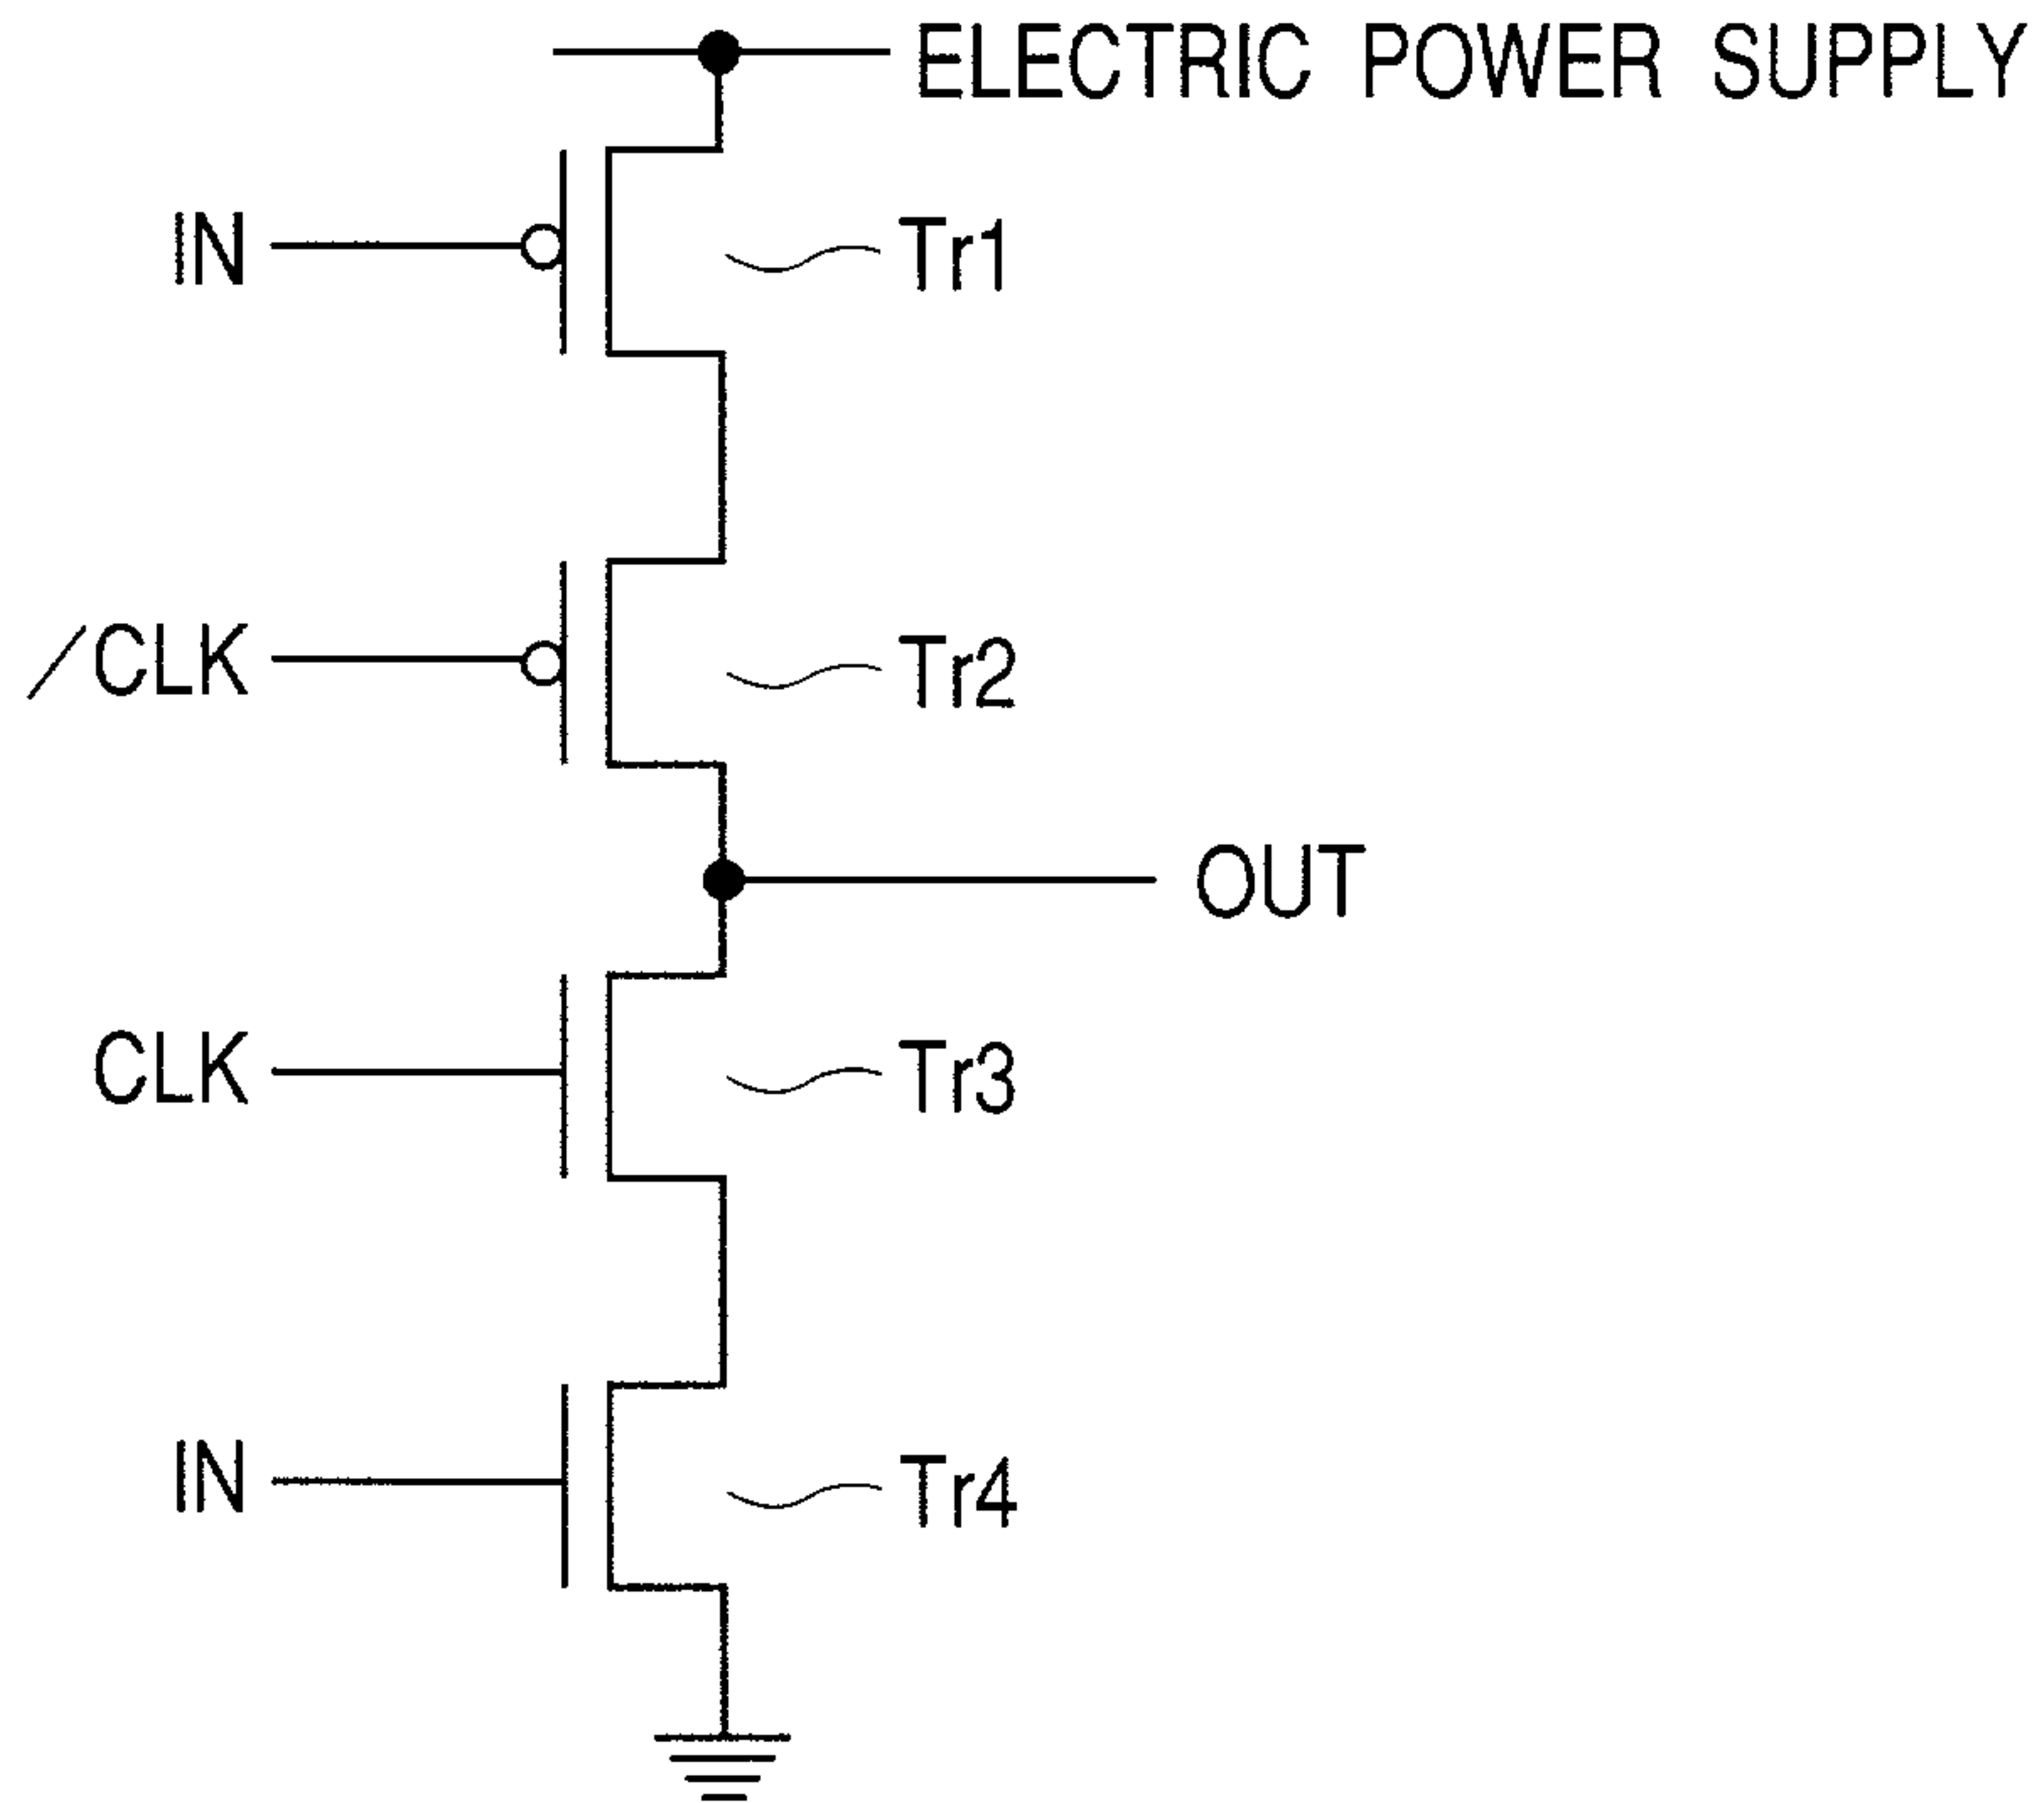 ELECTRIC POWER SUPPLY
IN
Tr1
/CLK
Tr2
OUT
CLK
Tr3
IN
Tr4